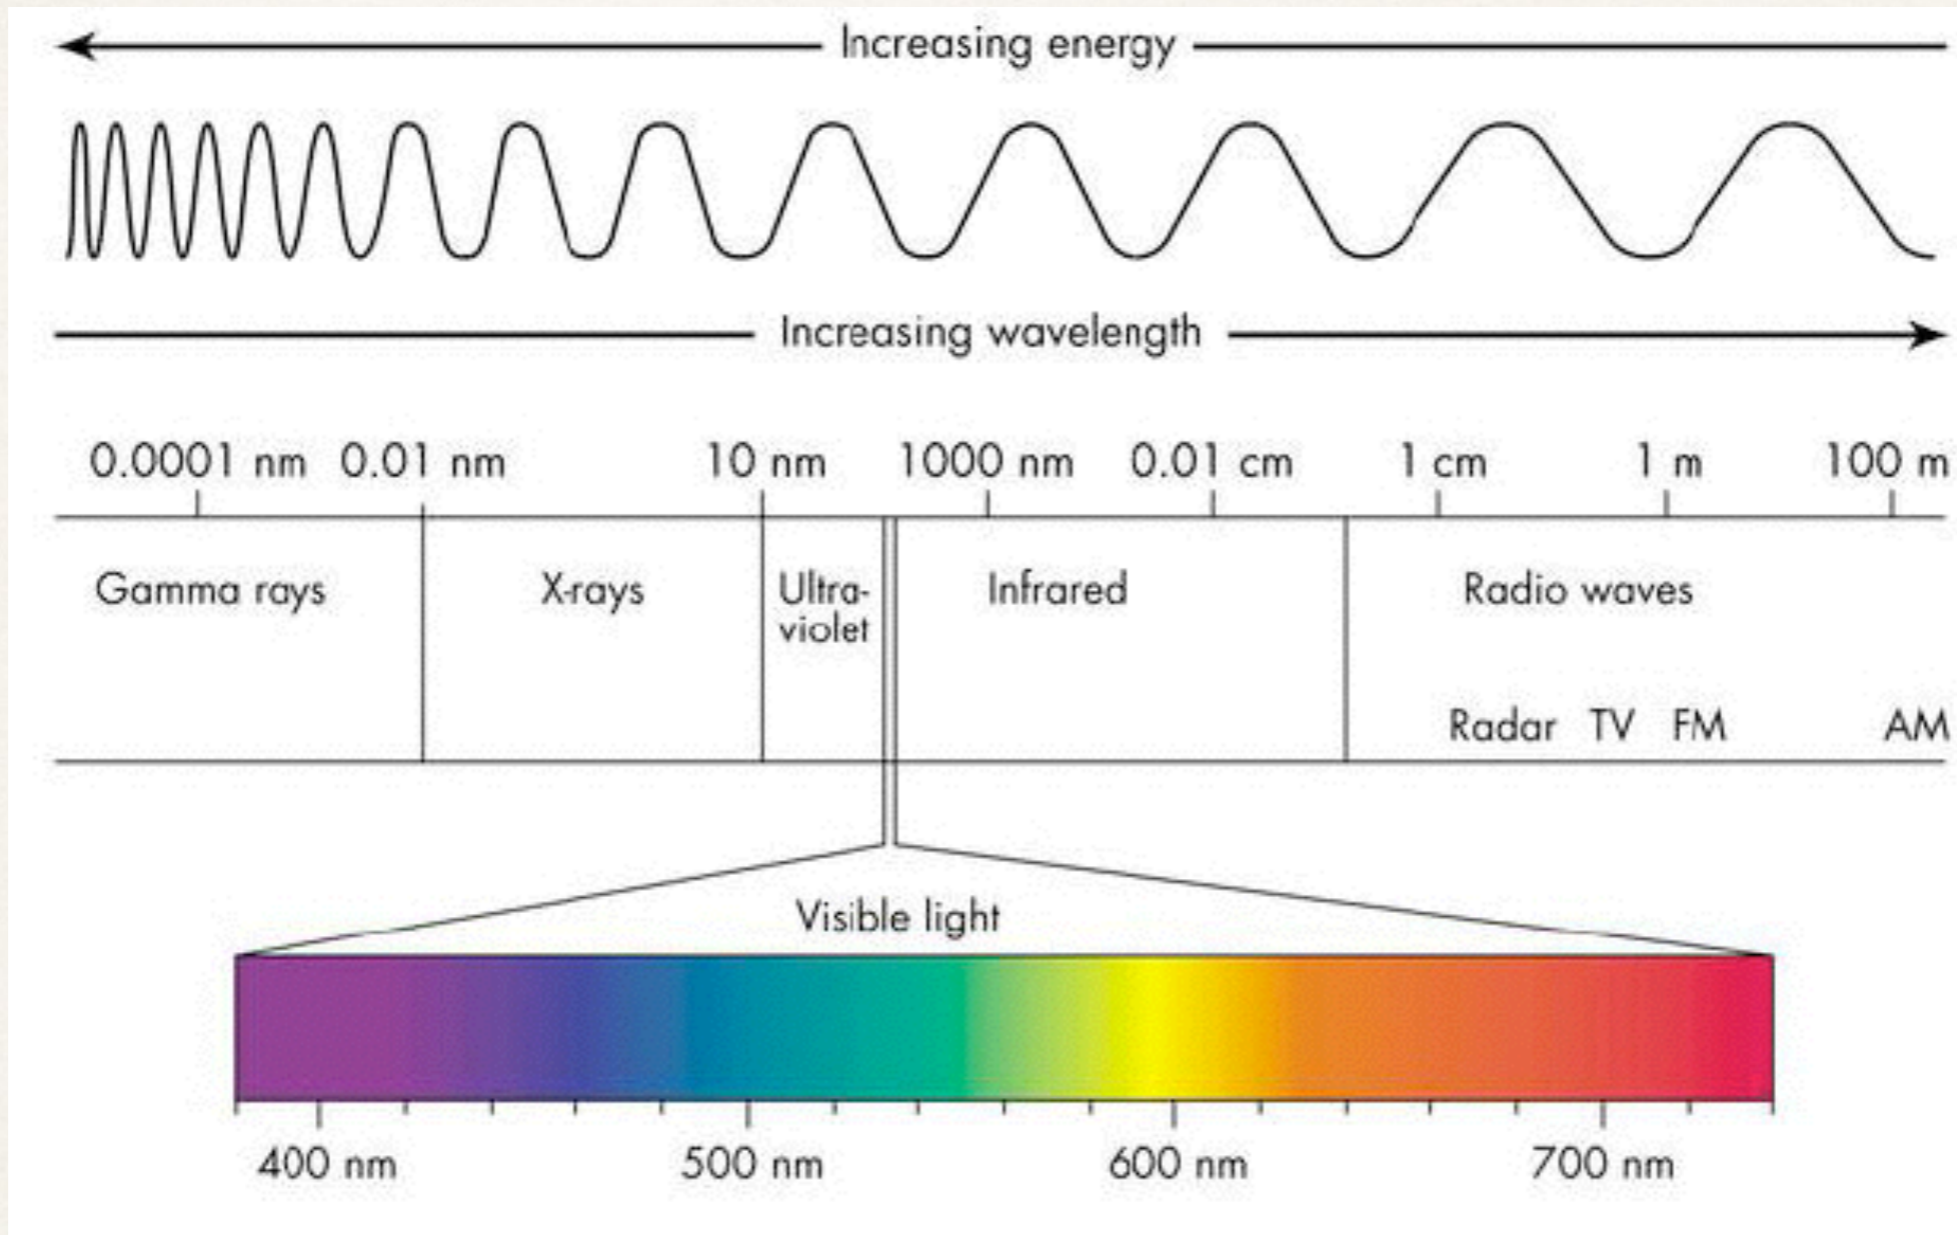 Increasing energy
Increasing wavelength
0.0001 nm 0.01 nm 10 nm 1000 nm 0.01 cm 1 cm 1 m 100 m
Gamma rays X-rays Ultra- Infrared Radio waves
violet
Radar TV FM AM
Visible light
400 nm 500 nm 600 nm 700 nm